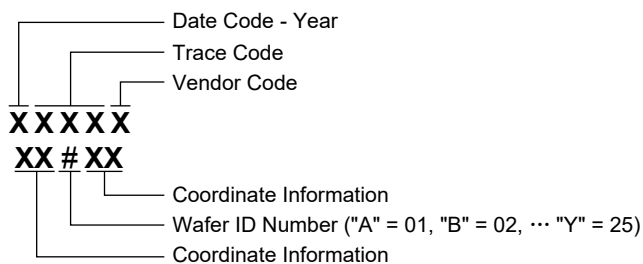 Date Code - Year
Trace Code
Vendor Code
X X X X X
XX # XX
Coordinate Information
Wafer ID Number ("A" = 01, "B" = 02, ··· "Y" = 25)
Coordinate Information